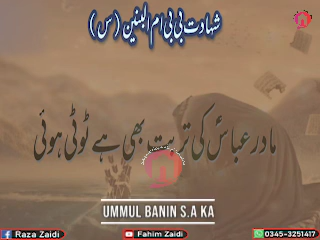 شہادت بی بی ام البنین (س)
مادر عباسؑ کی تربت بھی ہے ٹوٹی ہوئی
UMMUL BANIN S.A KA
Raza Zaidi
Fahim Zaidi
0345-3251417